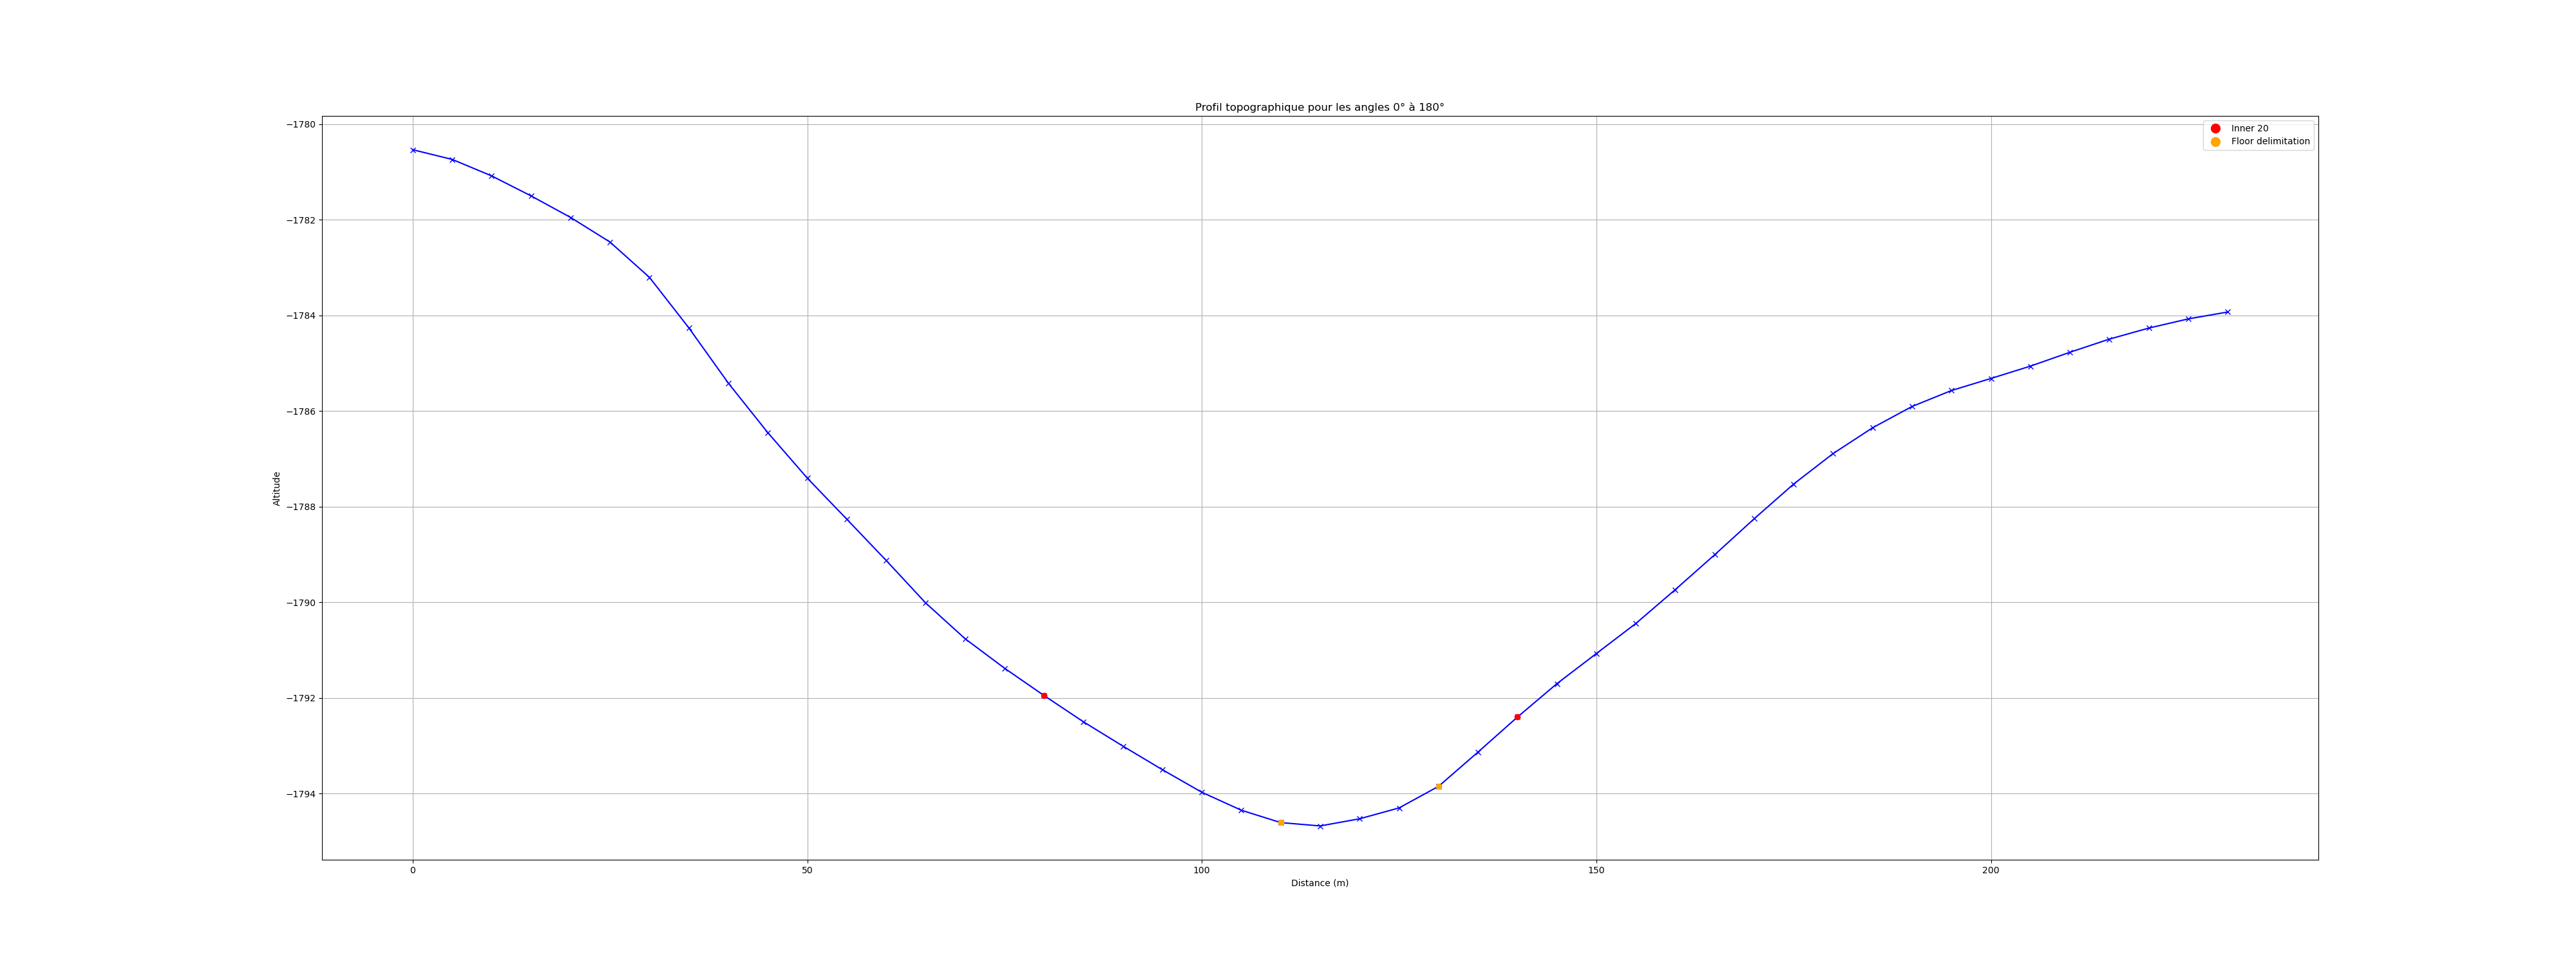 Profil topographique pour les angles 0° à 180°
Inner 20
Floor delimitation
−1780
−1782
−1784
−1786
−1788
−1790
−1792
−1794
Altitude
0 50 100 150 200
Distance (m)